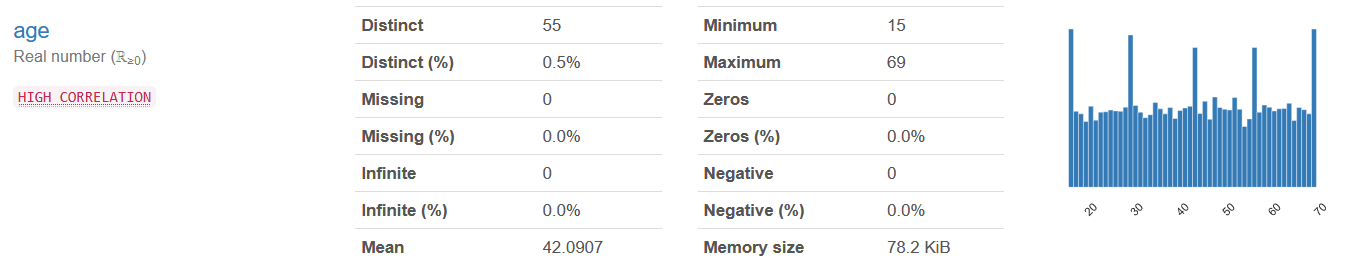 age
Real number (ℝ≥0)
HIGH CORRELATION
Distinct 55
Distinct (%) 0.5%
Missing 0
Missing (%) 0.0%
Infinite 0
Infinite (%) 0.0%
Mean 42.0907
Minimum 15
Maximum 69
Zeros 0
Zeros (%) 0.0%
Negative 0
Negative (%) 0.0%
Memory size 78.2 KiB
20 30 40 50 60 70